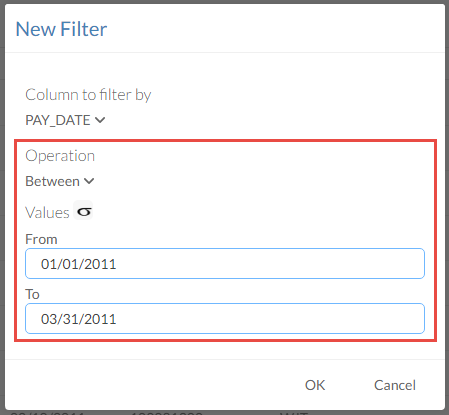 New Filter
Column to filter by
PAY_DATE
Operation
Between
Values σ
From
01/01/2011
To
03/31/2011
OK Cancel